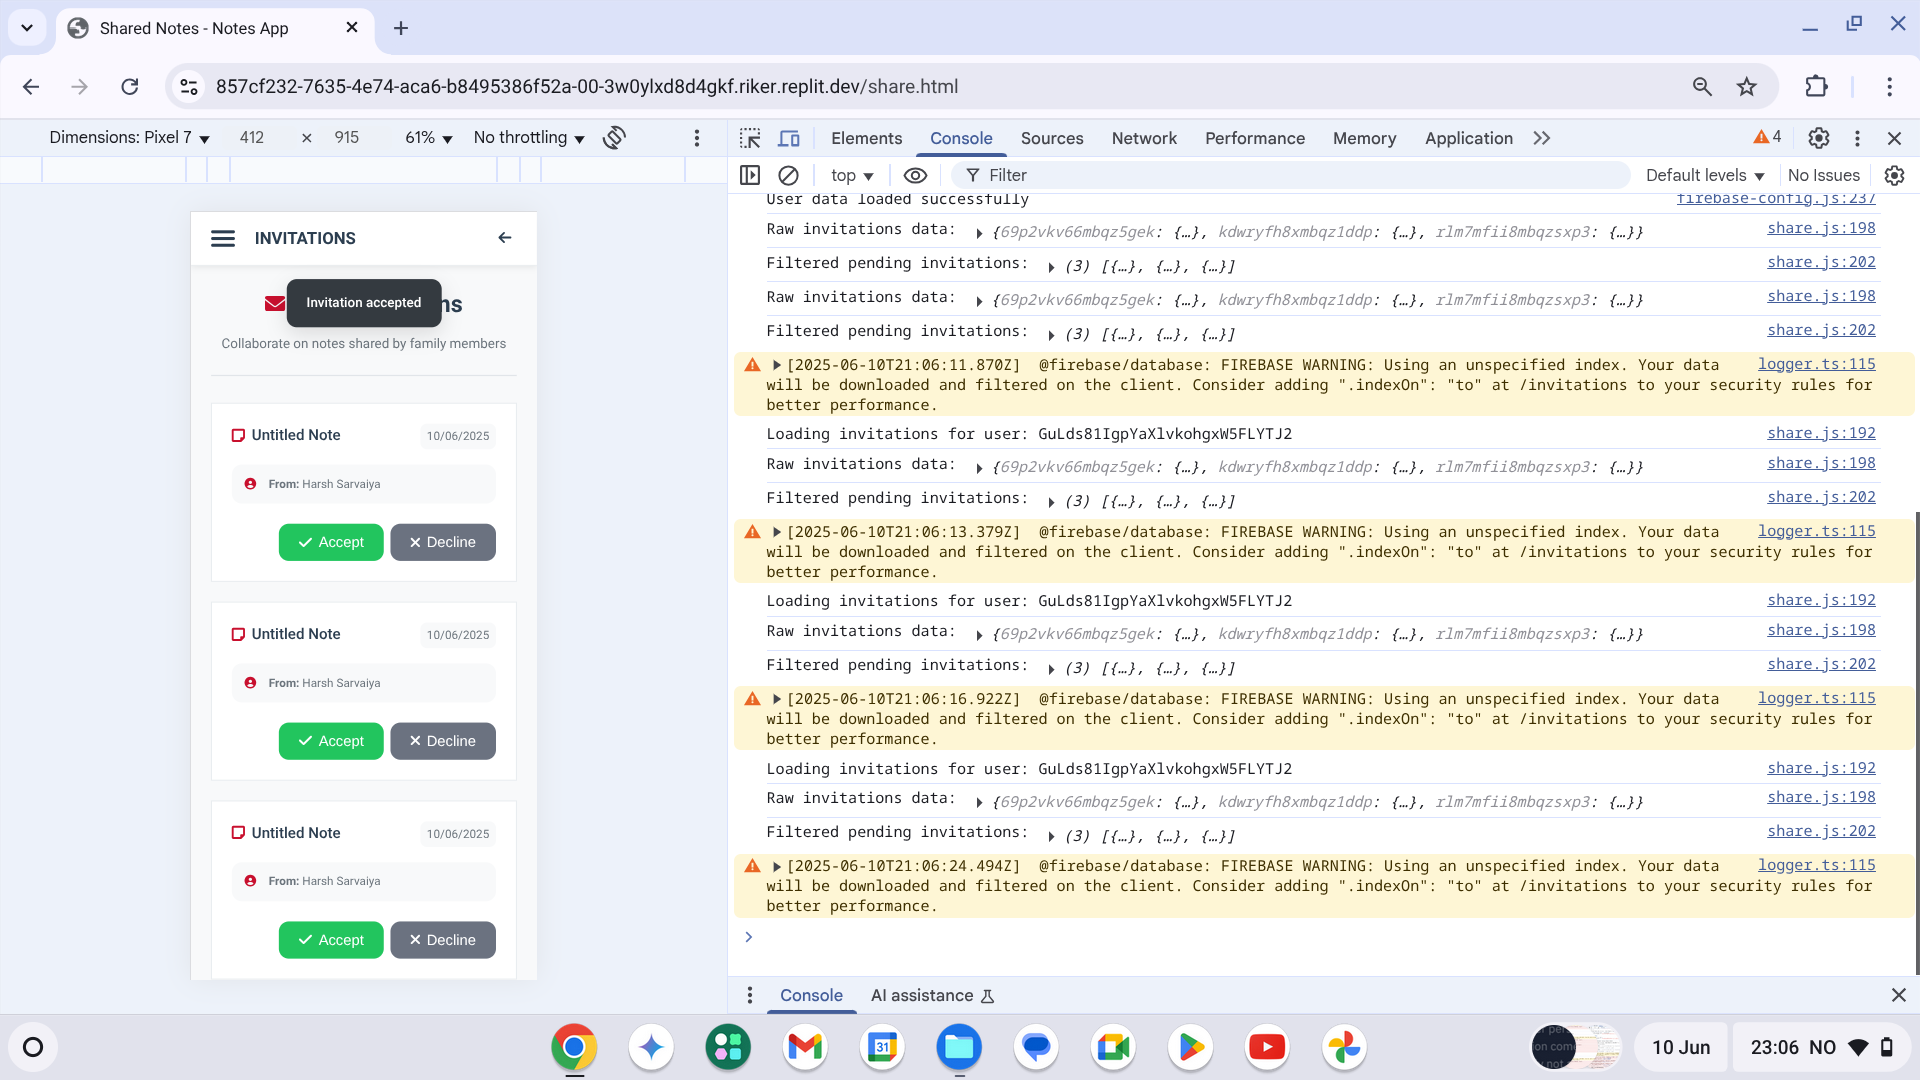 Shared Notes - Notes App
857cf232-7635-4e74-aca6-b8495386f52a-00-3w0ylxd8d4gkf.riker.replit.dev/share.html
Dimensions: Pixel 7 412 × 915 61% No throttling
Elements Console Sources Network Performance Memory Application 4
top Filter Default levels No Issues
INVITATIONS
Invitation accepted
ns
Collaborate on notes shared by family members
Untitled Note 10/06/2025
From: Harsh Sarvaiya
Accept Decline
Untitled Note 10/06/2025
From: Harsh Sarvaiya
Accept Decline
Untitled Note 10/06/2025
From: Harsh Sarvaiya
Accept Decline
User data loaded successfully firebase-config.js:237
Raw invitations data: {69p2vkv66mbqz5gek: {…}, kdwryfh8xmbqz1ddp: {…}, rlm7mfii8mbqzsxp3: {…}} share.js:198
Filtered pending invitations: (3) [{…}, {…}, {…}] share.js:202
Raw invitations data: {69p2vkv66mbqz5gek: {…}, kdwryfh8xmbqz1ddp: {…}, rlm7mfii8mbqzsxp3: {…}} share.js:198
Filtered pending invitations: (3) [{…}, {…}, {…}] share.js:202
[2025-06-10T21:06:11.870Z] @firebase/database: FIREBASE WARNING: Using an unspecified index. Your data logger.ts:115
will be downloaded and filtered on the client. Consider adding ".indexOn": "to" at /invitations to your security rules for
better performance.
Loading invitations for user: GuLds81IgpYaXlvkohgxW5FLYTJ2 share.js:192
Raw invitations data: {69p2vkv66mbqz5gek: {…}, kdwryfh8xmbqz1ddp: {…}, rlm7mfii8mbqzsxp3: {…}} share.js:198
Filtered pending invitations: (3) [{…}, {…}, {…}] share.js:202
[2025-06-10T21:06:13.379Z] @firebase/database: FIREBASE WARNING: Using an unspecified index. Your data logger.ts:115
will be downloaded and filtered on the client. Consider adding ".indexOn": "to" at /invitations to your security rules for
better performance.
Loading invitations for user: GuLds81IgpYaXlvkohgxW5FLYTJ2 share.js:192
Raw invitations data: {69p2vkv66mbqz5gek: {…}, kdwryfh8xmbqz1ddp: {…}, rlm7mfii8mbqzsxp3: {…}} share.js:198
Filtered pending invitations: (3) [{…}, {…}, {…}] share.js:202
[2025-06-10T21:06:16.922Z] @firebase/database: FIREBASE WARNING: Using an unspecified index. Your data logger.ts:115
will be downloaded and filtered on the client. Consider adding ".indexOn": "to" at /invitations to your security rules for
better performance.
Loading invitations for user: GuLds81IgpYaXlvkohgxW5FLYTJ2 share.js:192
Raw invitations data: {69p2vkv66mbqz5gek: {…}, kdwryfh8xmbqz1ddp: {…}, rlm7mfii8mbqzsxp3: {…}} share.js:198
Filtered pending invitations: (3) [{…}, {…}, {…}] share.js:202
[2025-06-10T21:06:24.494Z] @firebase/database: FIREBASE WARNING: Using an unspecified index. Your data logger.ts:115
will be downloaded and filtered on the client. Consider adding ".indexOn": "to" at /invitations to your security rules for
better performance.
Console AI assistance
31
10 Jun 23:06 NO